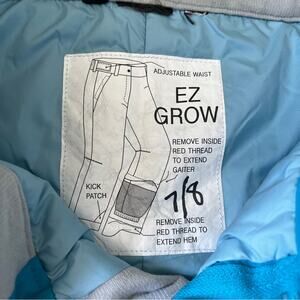 ADJUSTABLE WAIST
EZ
GROW
REMOVE INSIDE
RED THREAD
TO EXTEND
GAITER
KICK
PATCH
7/8
REMOVE INSIDE
RED THREAD TO
EXTEND HEM